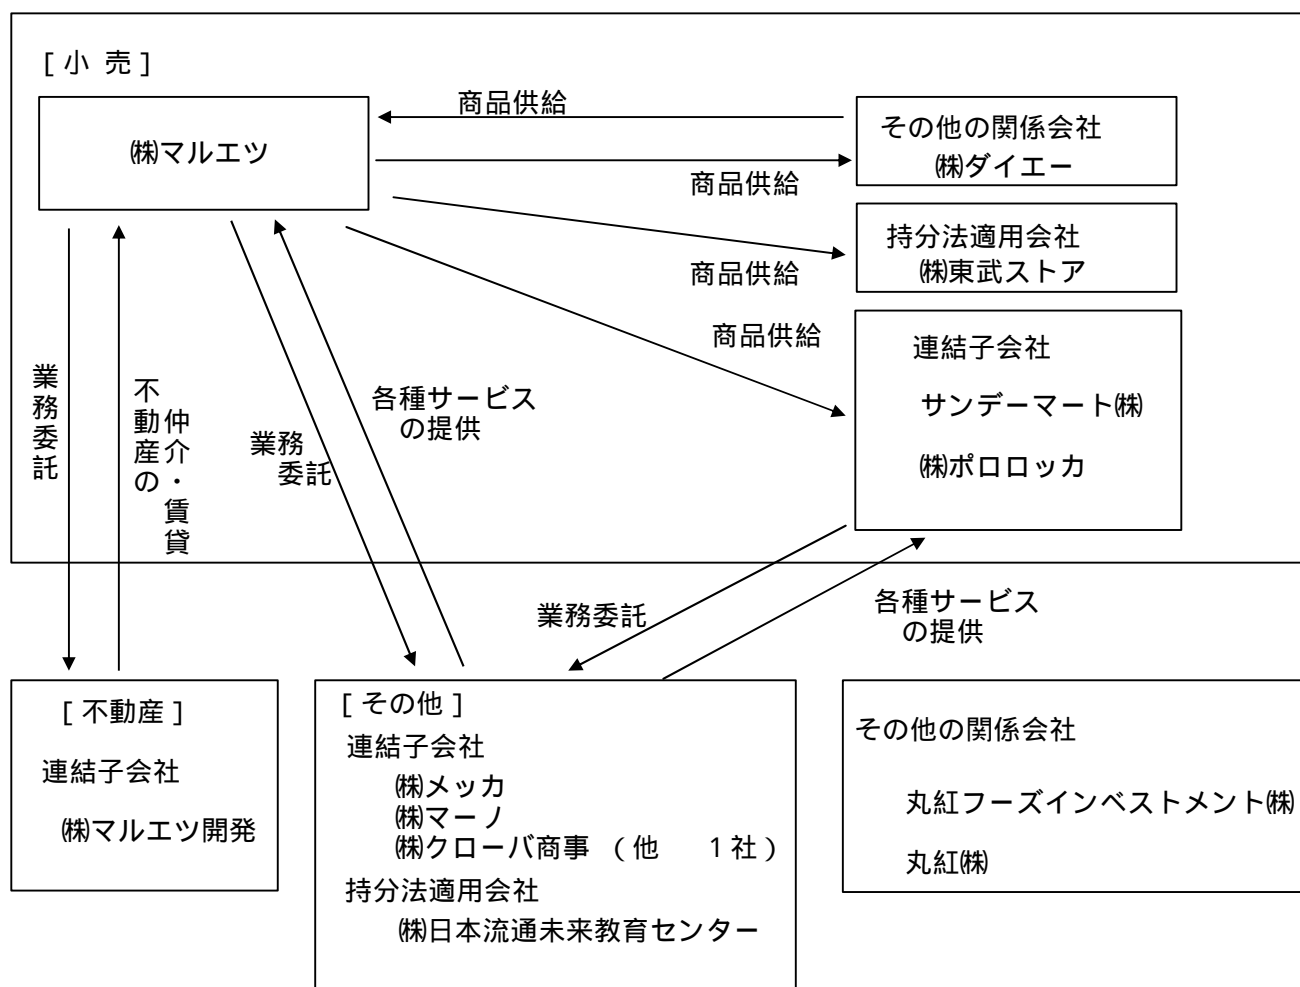 [小 売]
㈱マルエツ
商品供給
その他の関係会社
㈱ダイエー
商品供給
持分法適用会社
㈱東武ストア
商品供給
商品供給
連結子会社
サンデーマート㈱
㈱ポロロッカ
業務委託
不動産の
仲介・賃貸
業務
委託
各種サービス
の提供
業務委託
各種サービス
の提供
[不動産]
連結子会社
㈱マルエツ開発
[その他]
連結子会社
㈱メッカ
㈱マーノ
㈱クローバ商事 (他 1社)
持分法適用会社
㈱日本流通未来教育センター
その他の関係会社
丸紅フーズインベストメント㈱
丸紅㈱